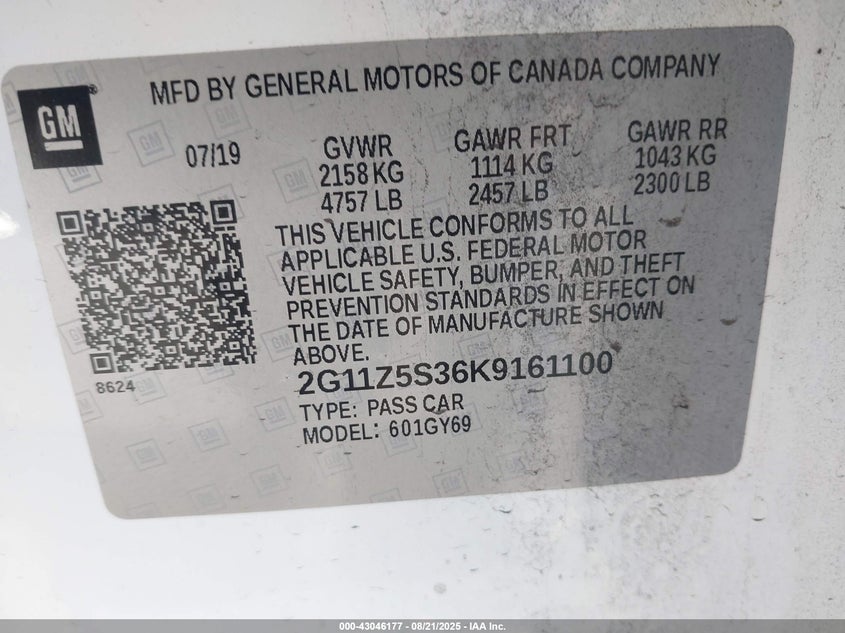 MFD BY GENERAL MOTORS OF CANADA COMPANY
GM
®
07/19
GVWR
2158 KG
4757 LB
GAWR FRT
1114 KG
2457 LB
GAWR RR
1043 KG
2300 LB
THIS VEHICLE CONFORMS TO ALL
APPLICABLE U.S. FEDERAL MOTOR
VEHICLE SAFETY, BUMPER, AND THEFT
PREVENTION STANDARDS IN EFFECT ON
THE DATE OF MANUFACTURE SHOWN
ABOVE.
8624
2G11Z5S36K9161100
TYPE: PASS CAR
MODEL: 601GY69
000-43046177 - 08/21/2025 - IAA Inc.